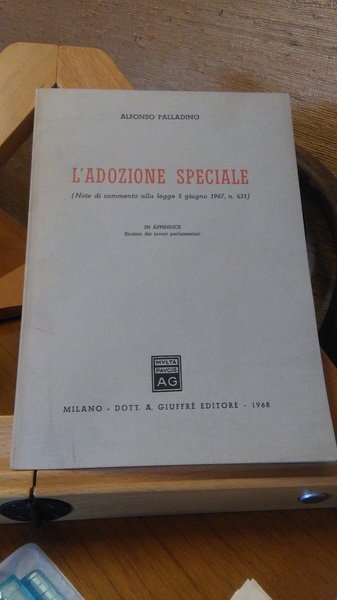 ALFONSO PALLADINO
L'ADOZIONE SPECIALE
(Note di commento alla legge 5 giugno 1967, n. 431)
IN APPENDICE
Stralcio dei lavori parlamentari
MVLTA
PAVCIS
AG
MILANO - DOTT. A. GIUFFRÈ EDITORE - 1968